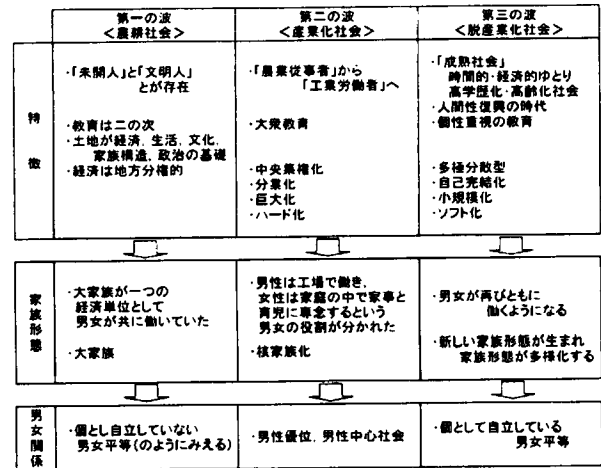 第一の波
<農耕社会>
第二の波
<産業化社会>
第三の波
<脱産業化社会>
特徴
・「未開人」と「文明人」
とが存在
・教育は二の次
・土地が経済, 生活, 文化,
家族構造, 政治の基礎
・経済は地方分権的
・「農業従事者」から
「工業労働者」へ
・大衆教育
・中央集権化
・分業化
・巨大化
・ハード化
・「成熟社会」
時間的・経済的ゆとり
高学歴化・高齢化社会
・人間性復興の時代
・個性重視の教育
・多極分散型
・自己完結化
・小規模化
・ソフト化
家族形態
・大家族が一つの
経済単位として
男女が共に働いていた
・大家族
・男性は工場で働き,
女性は家庭の中で家事と
育児に専念するという
男女の役割が分かれた
・核家族化
・男女が再びともに
働くようになる
・新しい家族形態が生まれ
家族形態が多様化する
男女関係
・個とし自立していない
男女平等(のようにみえる)
・男性優位, 男性中心社会
・個として自立している
男女平等